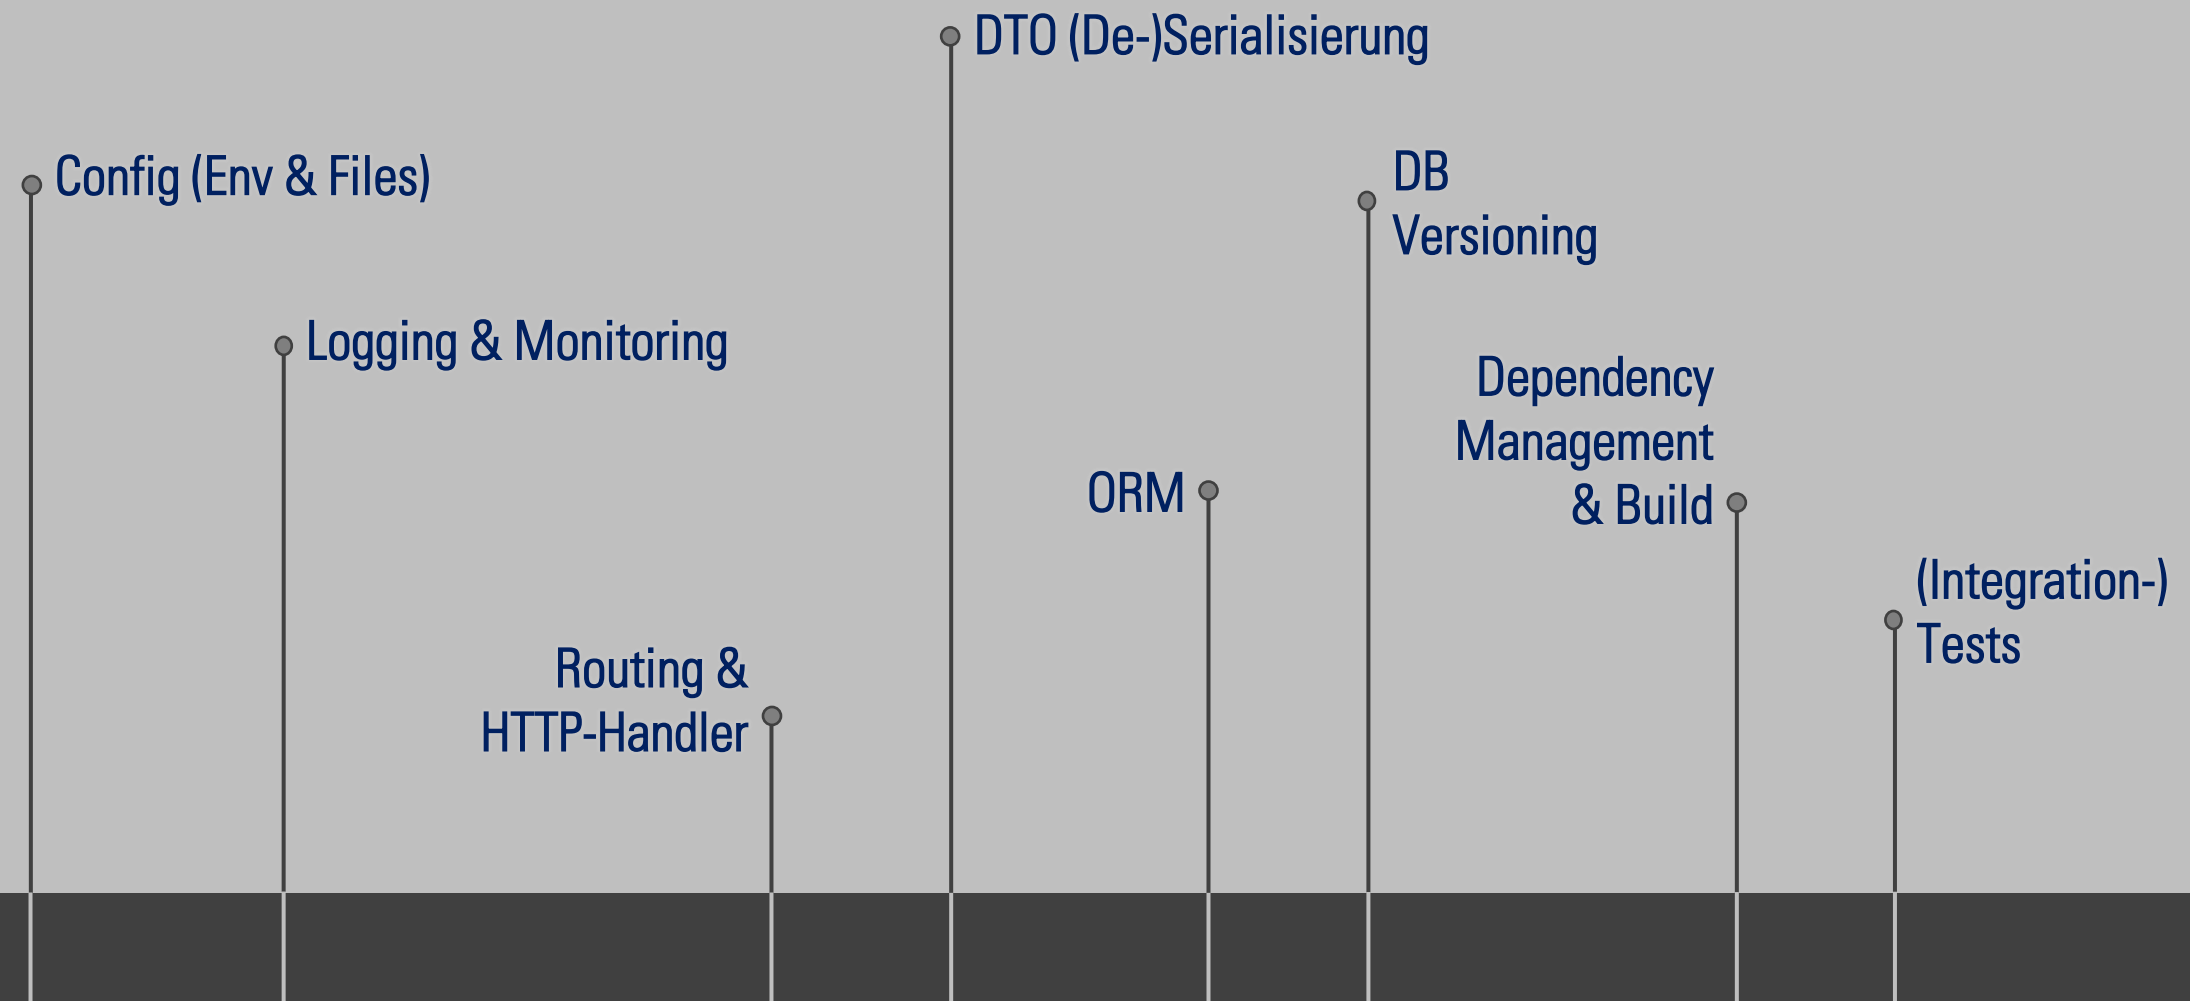 DTO (De-)Serialisierung
Config (Env & Files)
DB
Versioning
Logging & Monitoring
Dependency
Management
& Build
ORM
(Integration-)
Tests
Routing &
HTTP-Handler